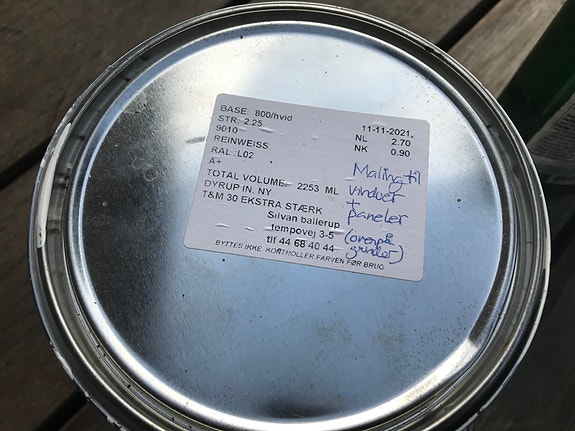 BASE: 800/hvid
11-11-2021.
STR: 2.25
NL 2.70
9010
NK 0.90
REINWEISS
RAL :L02
A+
TOTAL VOLUME: 2253 ML
DYRUP IN. NY
T&M 30 EKSTRA STÆRK
Silvan ballerup
tempovej 3-5
tlf 44 68 40 44
BYTTES IKKE. KONTROLLER FARVEN FØR BRUG
Maling til
vinduer
+
paneler
(ovenpå
grunder)